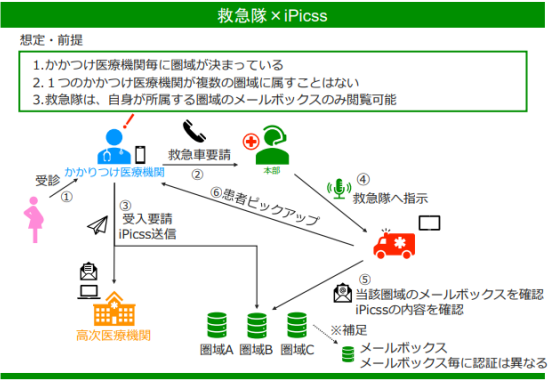 救急隊×iPicss
想定・前提
1.かかつけ医療機関毎に圏域が決まっている
2.１つのかかつけ医療機関が複数の圏域に属すことはない
3.救急隊は、自身が所属する圏域のメールボックスのみ閲覧可能
かかりつけ医療機関
救急車要請
②
本部
受診
①
④
救急隊へ指示
⑥患者ピックアップ
③
受入要請
iPicss送信
⑤
当該圏域のメールボックスを確認
iPicssの内容を確認
高次医療機関
圏域A 圏域B 圏域C
※補足
メールボックス
メールボックス毎に認証は異なる